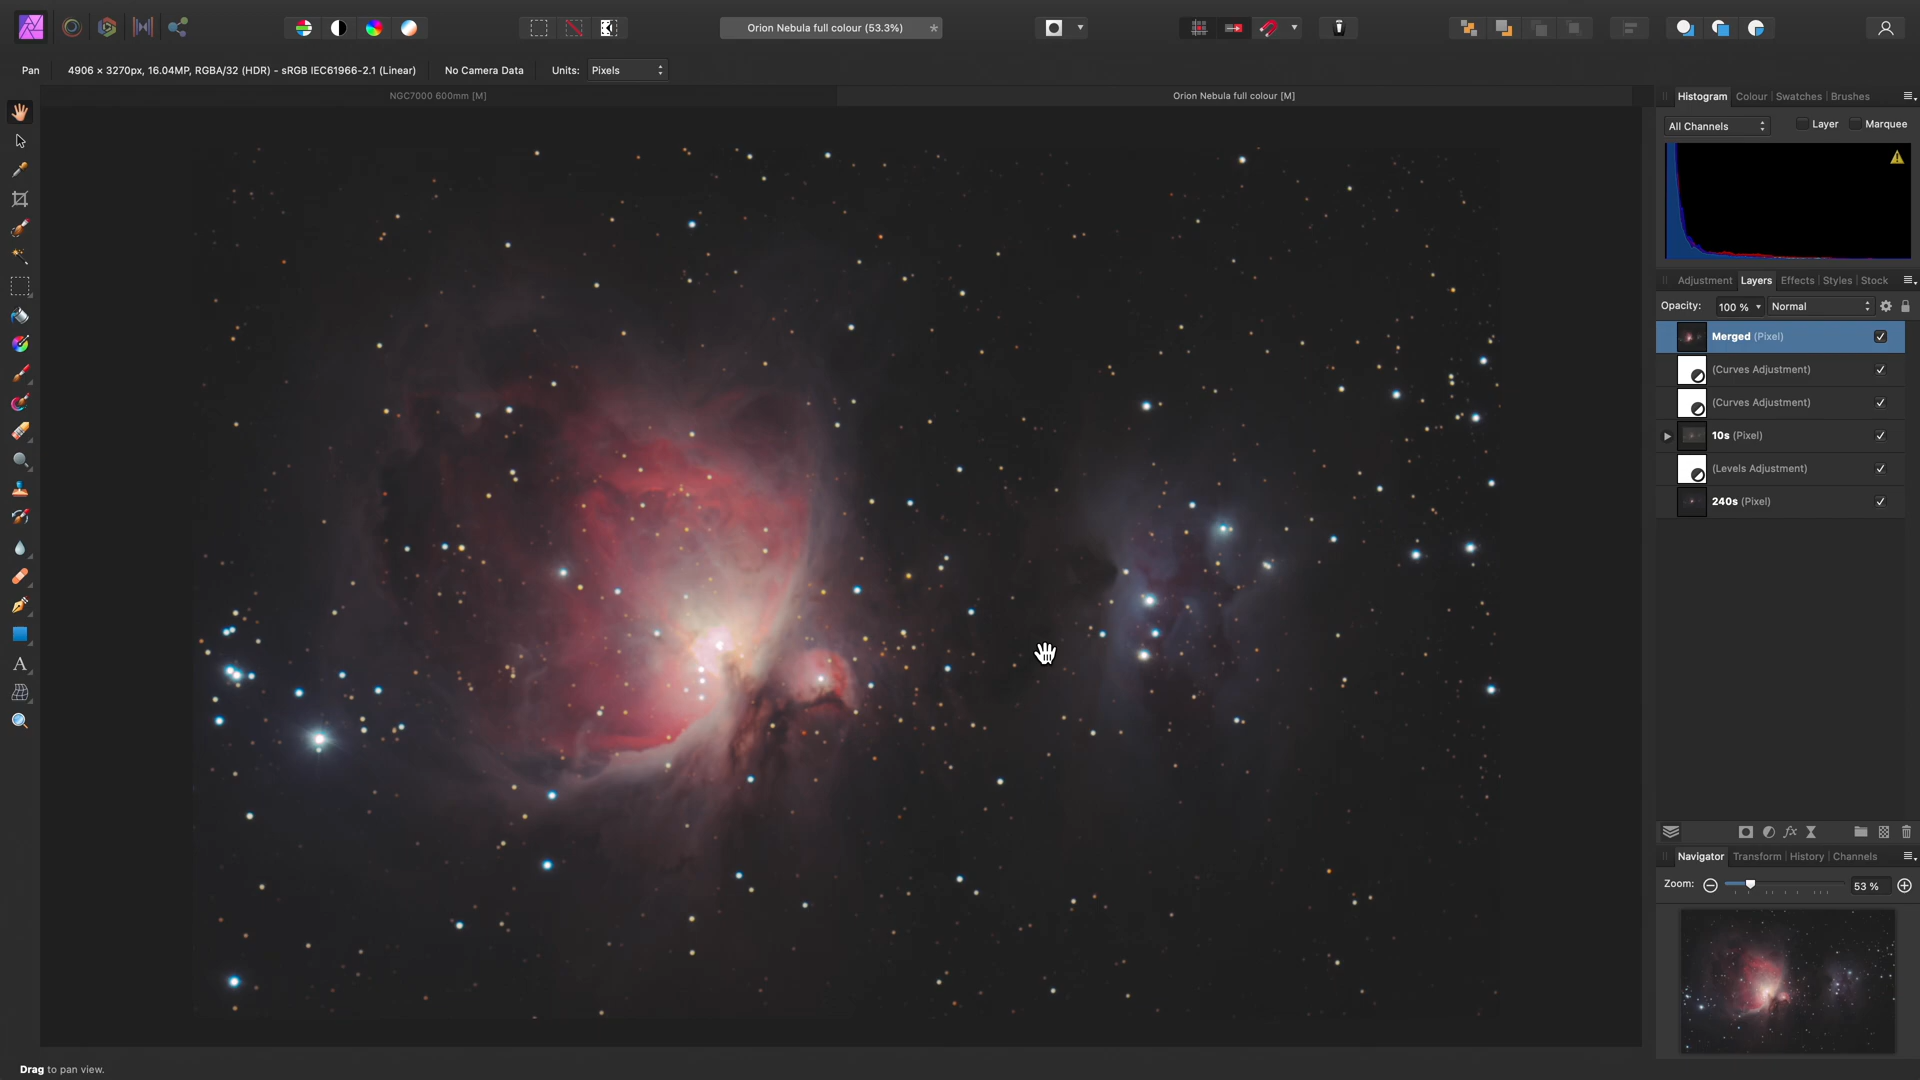 Orion Nebula full colour (53.3%)
Pan
4906 × 3270px, 16.04MP, RGBA/32 (HDR) - sRGB IEC61966-2.1 (Linear)
No Camera Data
Units: Pixels
NGC7000 600mm [M]
Orion Nebula full colour [M]
Histogram Colour Swatches Brushes
All Channels
Layer
Marquee
Adjustment Layers Effects Styles Stock
Opacity: 100 % Normal
Merged (Pixel)
(Curves Adjustment)
(Curves Adjustment)
10s (Pixel)
(Levels Adjustment)
240s (Pixel)
fx
Navigator Transform History Channels
Zoom: 53 %
A
Drag to pan view.